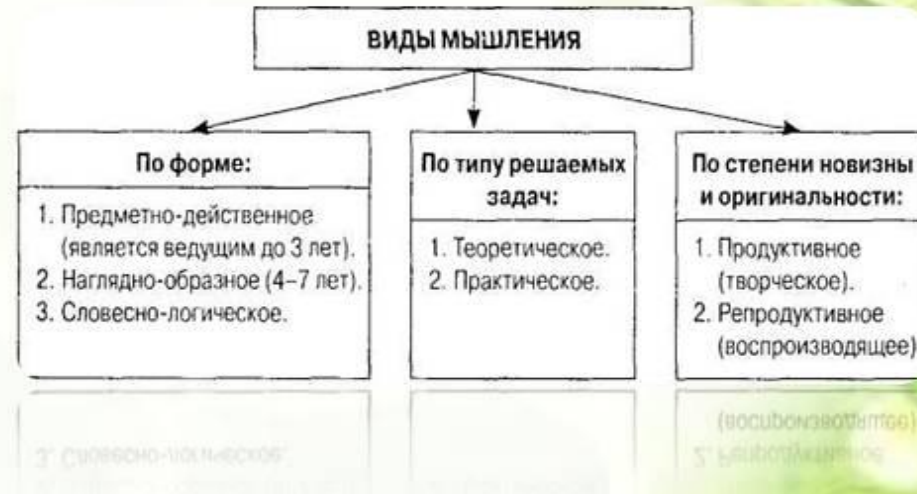 ВИДЫ МЫШЛЕНИЯ
По форме:
1. Предметно-действенное
(является ведущим до 3 лет).
2. Наглядно-образное (4–7 лет).
3. Словесно-логическое.
По типу решаемых
задач:
1. Теоретическое.
2. Практическое.
По степени новизны
и оригинальности:
1. Продуктивное
(творческое).
2. Репродуктивное
(воспроизводящее)